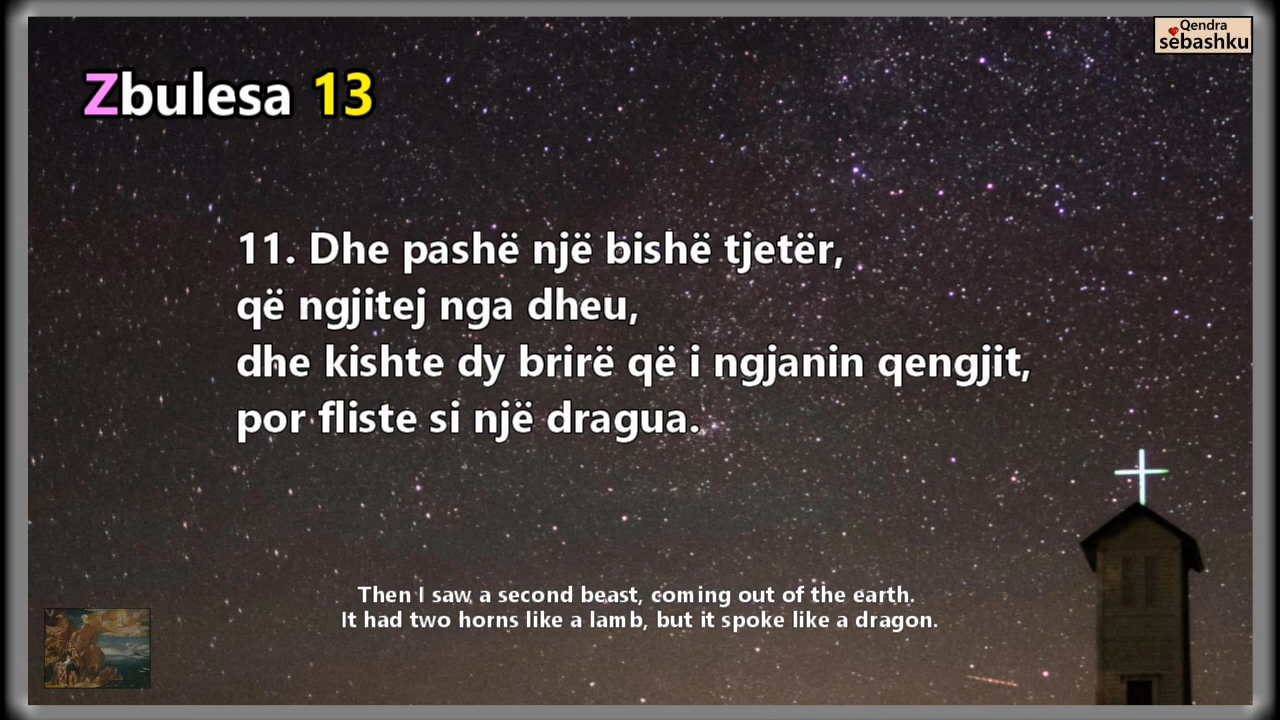 Qendra
sebashku
Zbulesa 13
11. Dhe pashë një bishë tjetër,
që ngjitej nga dheu,
dhe kishte dy brirë që i ngjanin qengjit,
por fliste si një dragua.
Then I saw a second beast, coming out of the earth.
It had two horns like a lamb, but it spoke like a dragon.